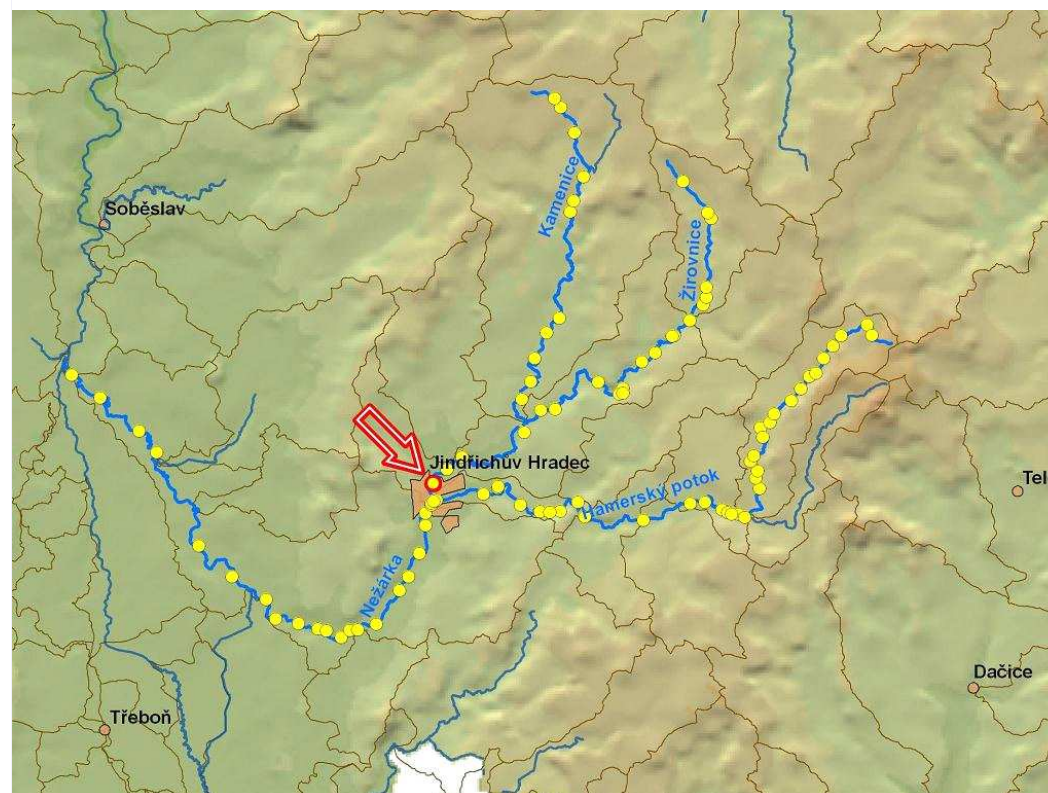 Soběslav
Kamenice
Žirovnice
Jindřichův Hradec
Tel
Hamerský potok
Nežárka
Dačice
Třeboň